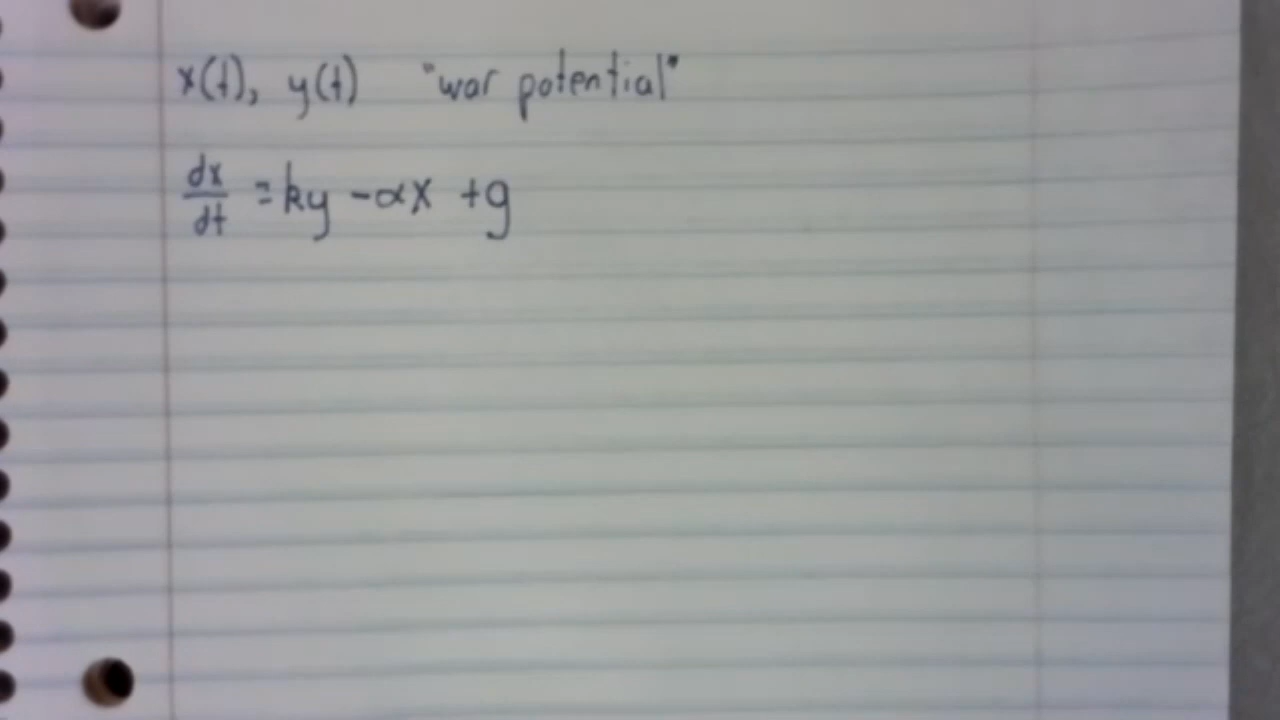 x(t), y(t) "war potential"
dx/dt = ky - αx + g